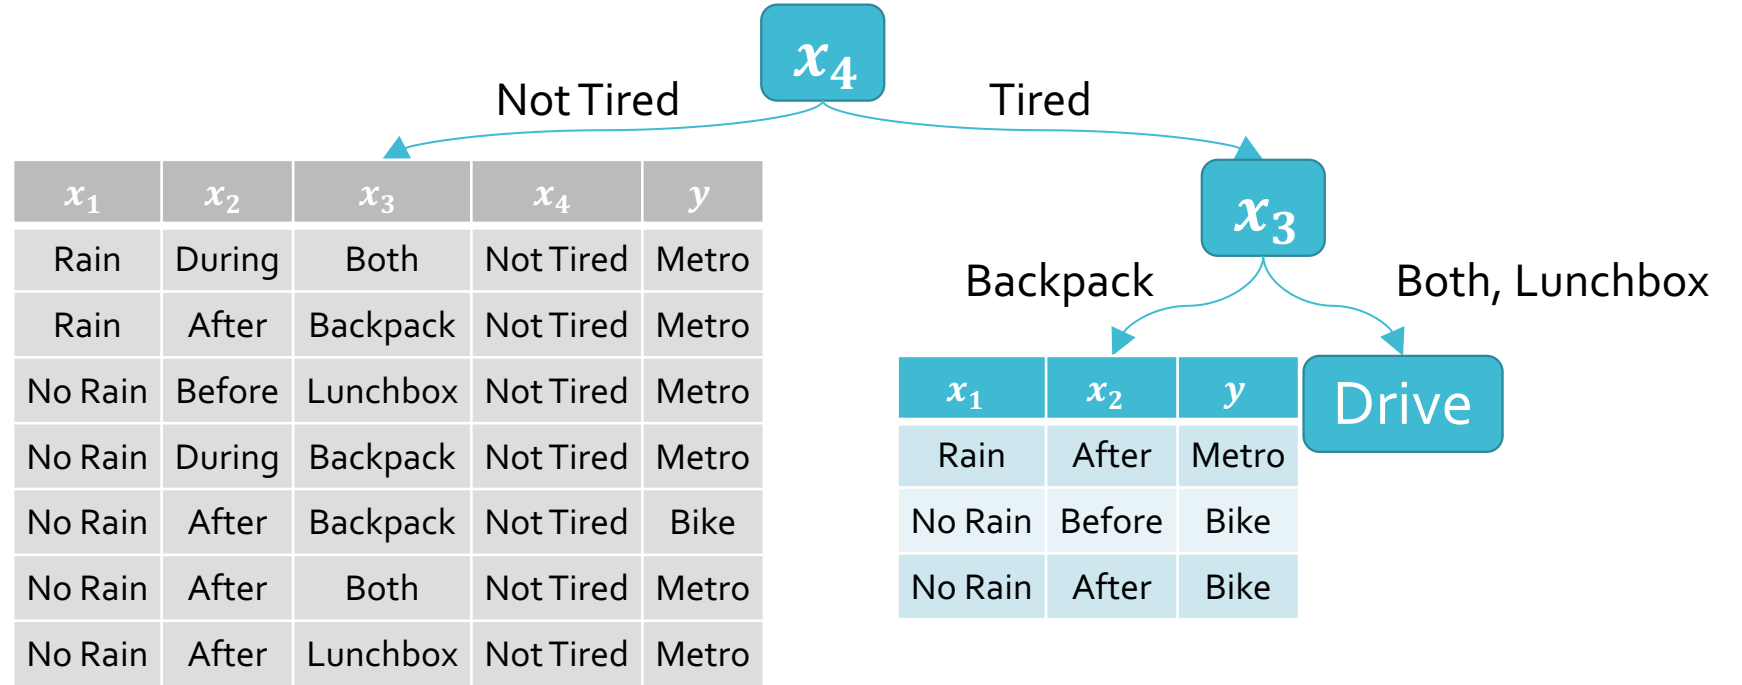 x₄
Not Tired Tired
x₁ x₂ x₃ x₄ y
Rain During Both Not Tired Metro
Rain After Backpack Not Tired Metro
No Rain Before Lunchbox Not Tired Metro
No Rain During Backpack Not Tired Metro
No Rain After Backpack Not Tired Bike
No Rain After Both Not Tired Metro
No Rain After Lunchbox Not Tired Metro
x₃
Backpack Both, Lunchbox
x₁ x₂ y
Rain After Metro
No Rain Before Bike
No Rain After Bike
Drive